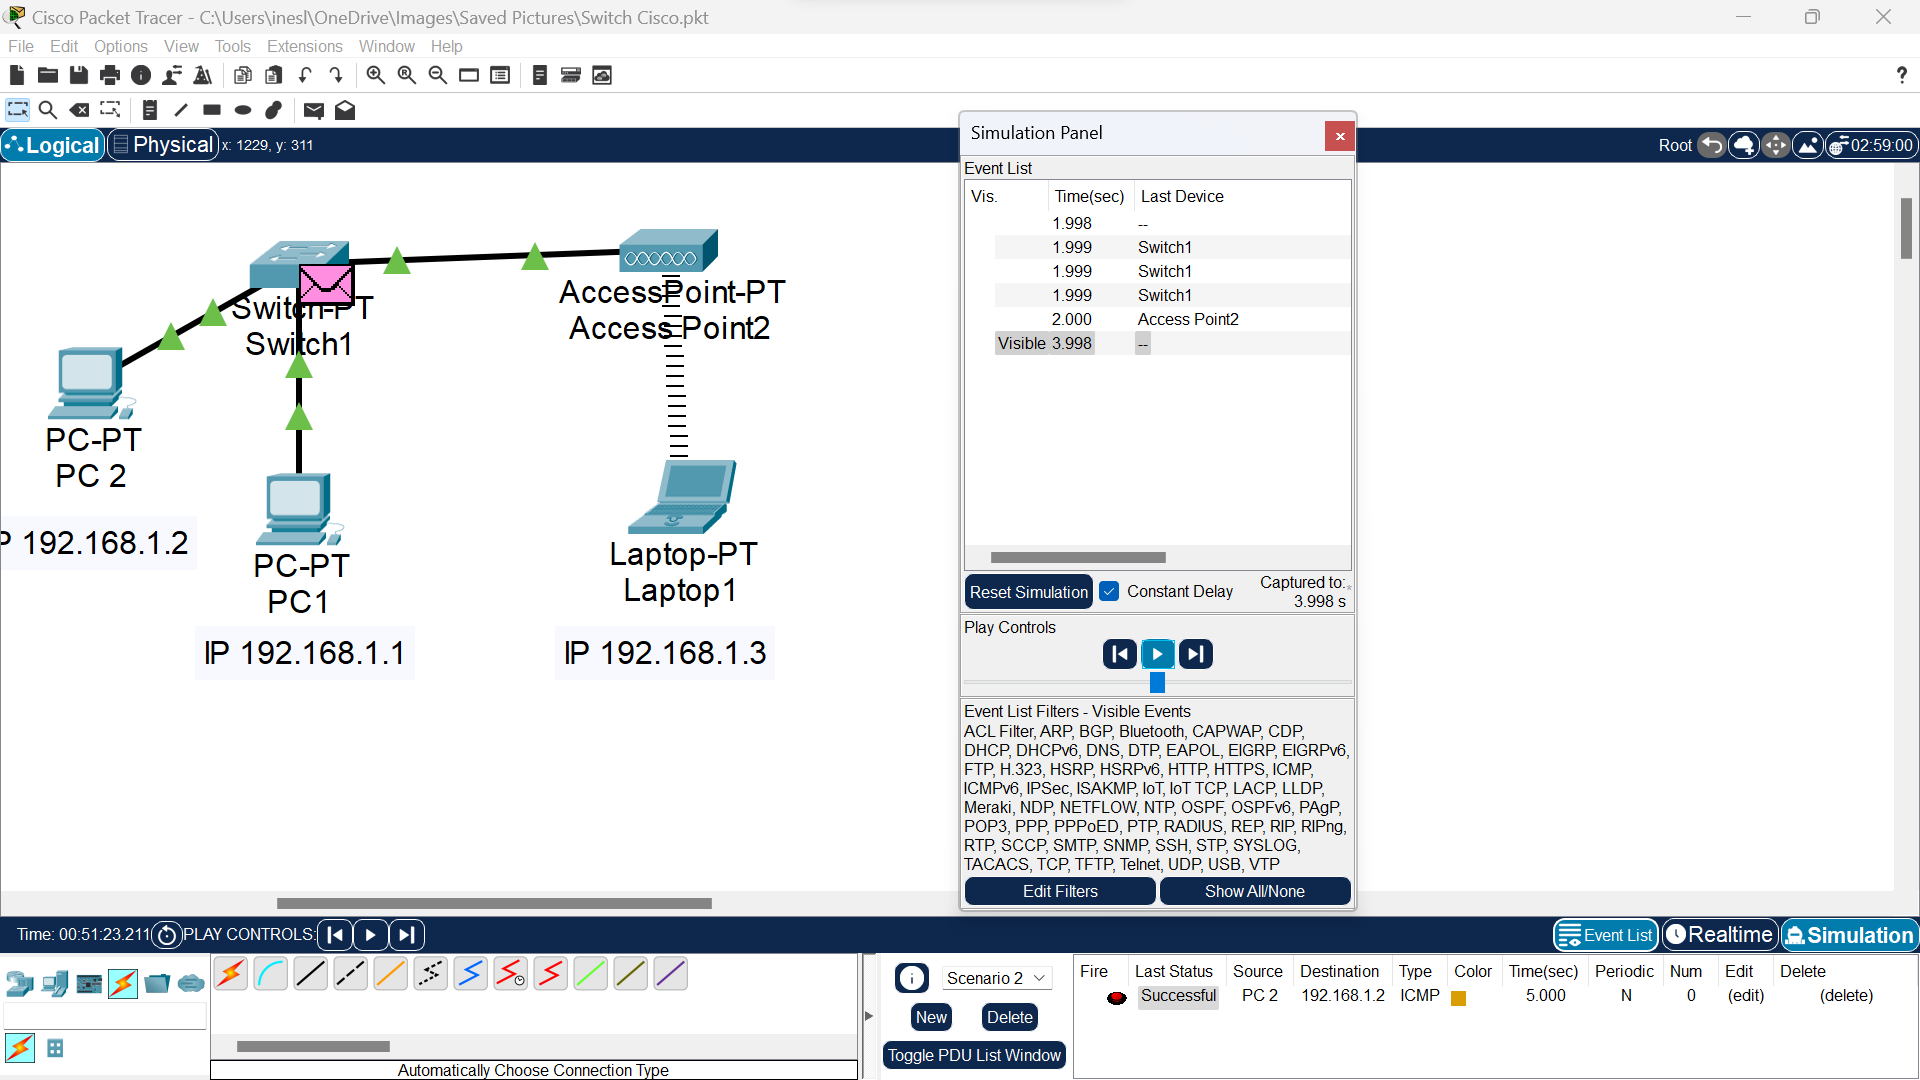 Cisco Packet Tracer - C:\Users\inesl\OneDrive\Images\Saved Pictures\Switch Cisco.pkt
File Edit Options View Tools Extensions Window Help
Logical Physical x: 1229, y: 311
Root 02:59:00
Switch-PT
Switch1
AccessPoint-PT
Access Point2
PC-PT
PC 2
P 192.168.1.2
PC-PT
PC1
IP 192.168.1.1
Laptop-PT
Laptop1
IP 192.168.1.3
Simulation Panel
Event List
Vis. Time(sec) Last Device
1.998 --
1.999 Switch1
1.999 Switch1
1.999 Switch1
2.000 Access Point2
Visible 3.998 --
Reset Simulation Constant Delay Captured to:*
3.998 s
Play Controls
Event List Filters - Visible Events
ACL Filter, ARP, BGP, Bluetooth, CAPWAP, CDP,
DHCP, DHCPv6, DNS, DTP, EAPOL, EIGRP, EIGRPv6,
FTP, H.323, HSRP, HSRPv6, HTTP, HTTPS, ICMP,
ICMPv6, IPSec, ISAKMP, IoT, IoT TCP, LACP, LLDP,
Meraki, NDP, NETFLOW, NTP, OSPF, OSPFv6, PAgP,
POP3, PPP, PPPoED, PTP, RADIUS, REP, RIP, RIPng,
RTP, SCCP, SMTP, SNMP, SSH, STP, SYSLOG,
TACACS, TCP, TFTP, Telnet, UDP, USB, VTP
Edit Filters Show All/None
Time: 00:51:23.211 PLAY CONTROLS:
Event List Realtime Simulation
Automatically Choose Connection Type
Scenario 2
New Delete
Toggle PDU List Window
Fire Last Status Source Destination Type Color Time(sec) Periodic Num Edit Delete
Successful PC 2 192.168.1.2 ICMP 5.000 N 0 (edit) (delete)